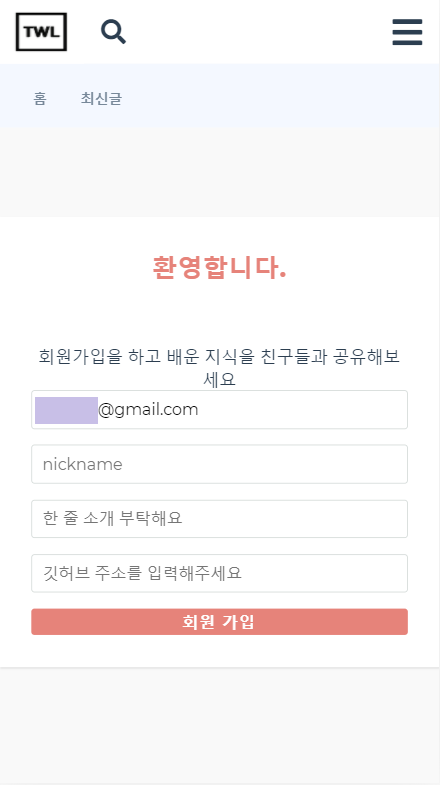 TWL
홈 최신글
환영합니다.
회원가입을 하고 배운 지식을 친구들과 공유해보
세요
@gmail.com
nickname
한 줄 소개 부탁해요
깃허브 주소를 입력해주세요
회원 가입